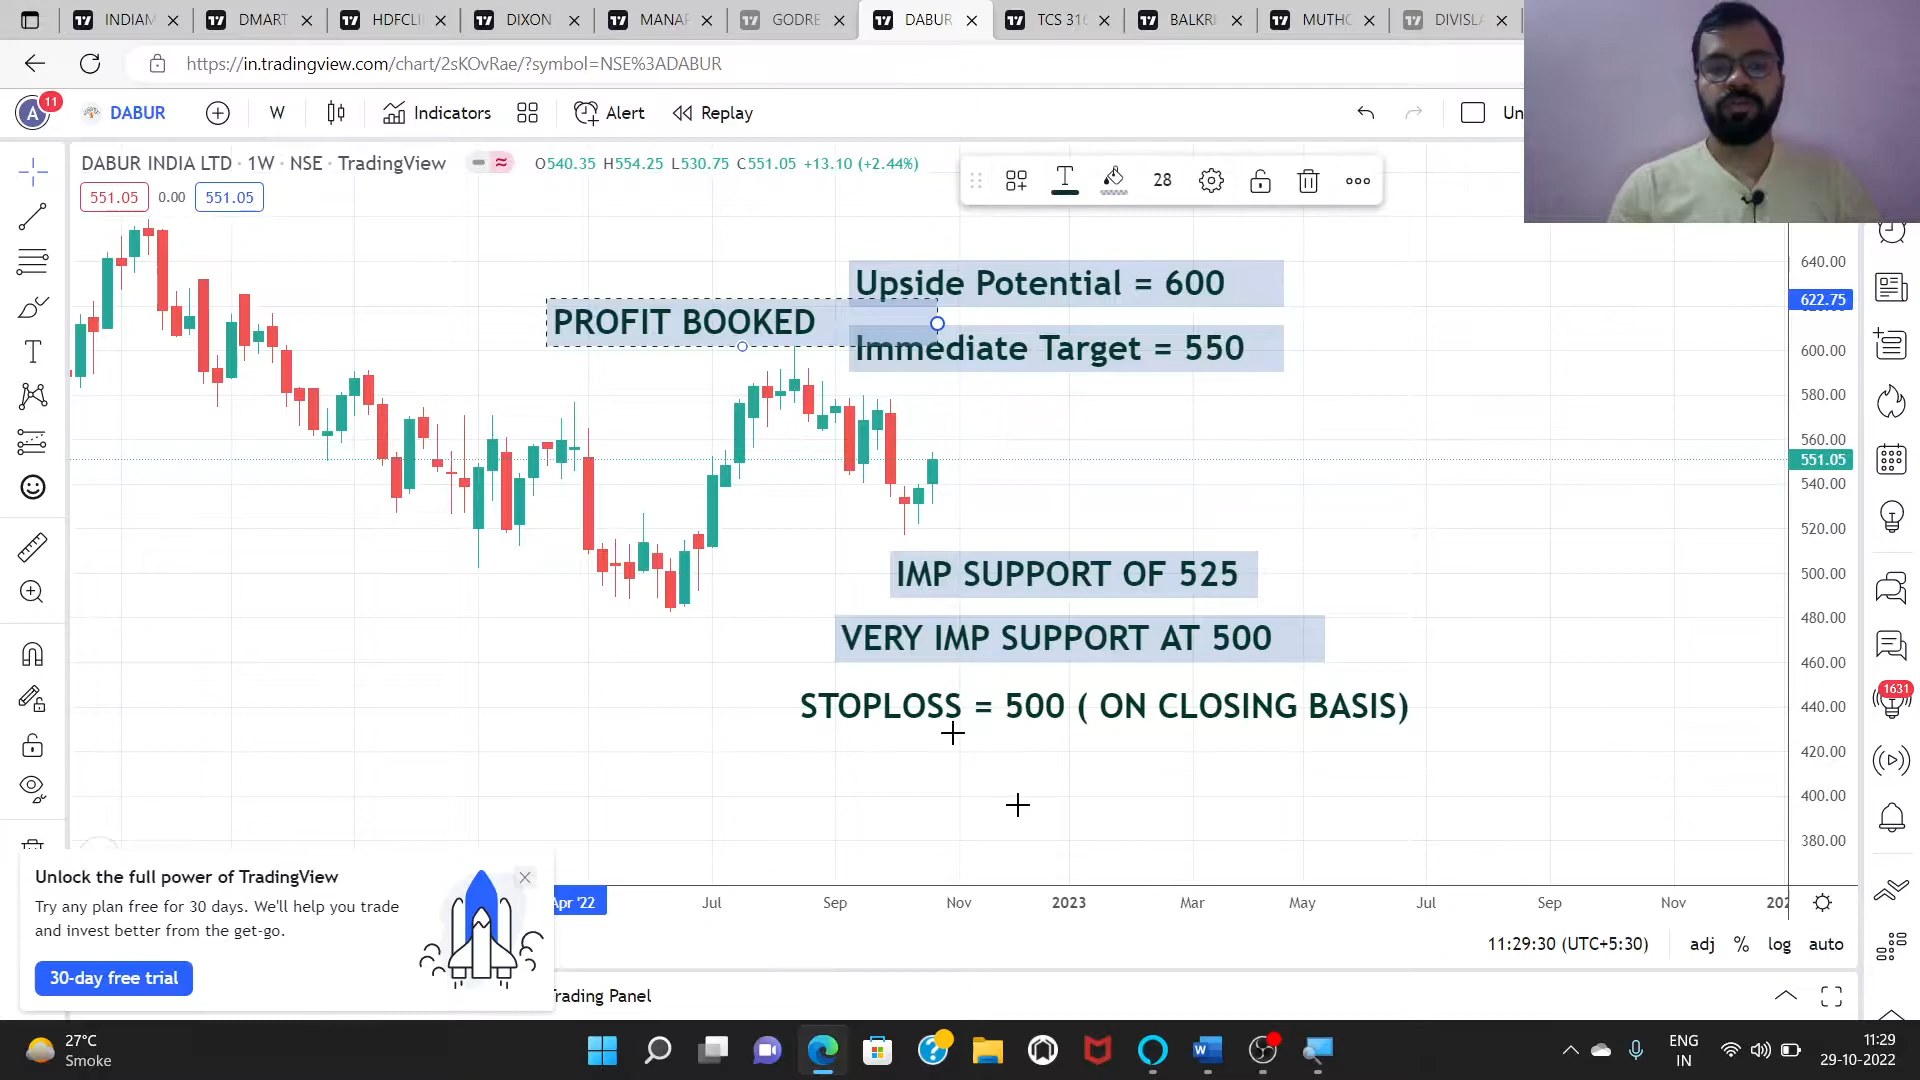 INDIAM
DMART
HDFCLI
DIXON
MANAP
GODRE
DABUR
TCS 316
BALKRI
MUTHO
DIVISLA
https://in.tradingview.com/chart/2sKOvRae/?symbol=NSE%3ADABUR
A
11
DABUR
W
Indicators
Alert
Replay
Un
DABUR INDIA LTD · 1W · NSE · TradingView
O540.35 H554.25 L530.75 C551.05 +13.10 (+2.44%)
551.05 0.00 551.05
T
28
Upside Potential = 600
PROFIT BOOKED
Immediate Target = 550
IMP SUPPORT OF 525
VERY IMP SUPPORT AT 500
STOPLOSS = 500 ( ON CLOSING BASIS)
640.00
622.75
600.00
580.00
560.00
551.05
540.00
520.00
500.00
480.00
460.00
440.00
420.00
400.00
380.00
1631
Apr '22
Jul
Sep
Nov
2023
Mar
May
Jul
Sep
Nov
202
11:29:30 (UTC+5:30)
adj % log auto
Unlock the full power of TradingView
Try any plan free for 30 days. We'll help you trade
and invest better from the get-go.
30-day free trial
Trading Panel
27°C
Smoke
ENG
IN
11:29
29-10-2022